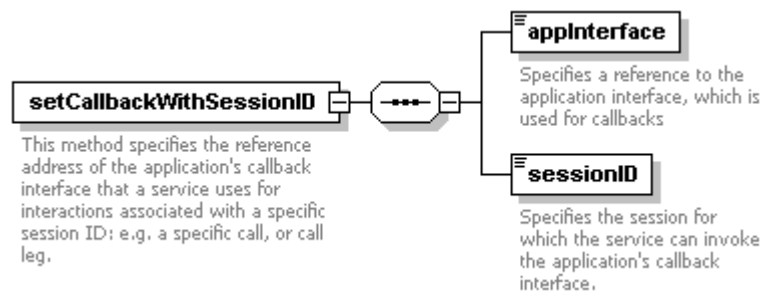 appInterface
Specifies a reference to the
application interface, which is
used for callbacks
setCallbackWithSessionID
This method specifies the reference
address of the application's callback
interface that a service uses for
interactions associated with a specific
session ID: e.g. a specific call, or call
leg.
sessionID
Specifies the session for
which the service can invoke
the application's callback
interface.